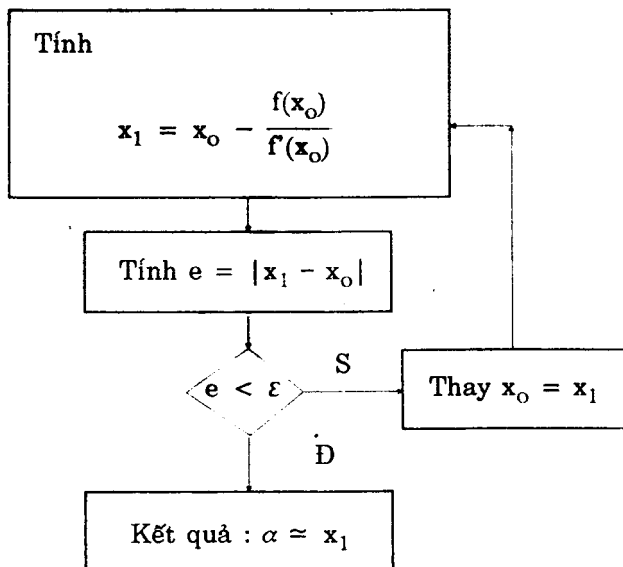 Tính
x₁ = x₀ - f(x₀) / f'(x₀)
Tính e = |x₁ - x₀|
e < ε
S
Thay x₀ = x₁
Đ
Kết quả : α ≃ x₁